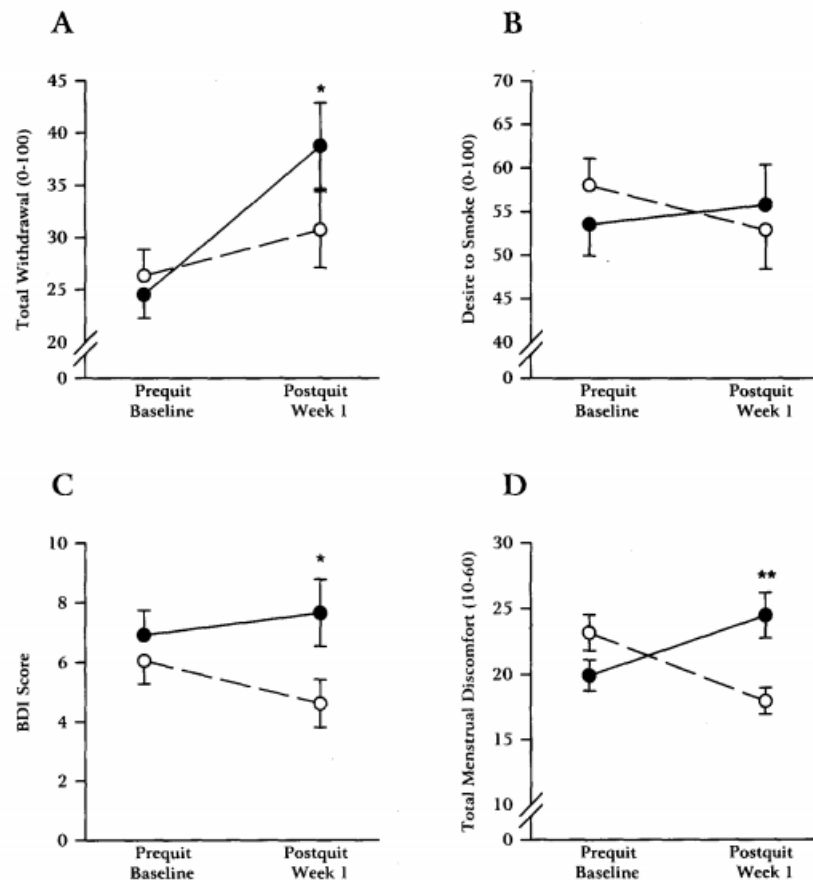 A
Total Withdrawal (0-100)
45
40
35
30
25
20
0
*
Prequit
Baseline
Postquit
Week 1
B
Desire to Smoke (0-100)
70
65
60
55
50
45
40
0
Prequit
Baseline
Postquit
Week 1
C
BDI Score
10
8
6
4
2
0
*
Prequit
Baseline
Postquit
Week 1
D
Total Menstrual Discomfort (10-60)
30
25
20
15
10
0
**
Prequit
Baseline
Postquit
Week 1